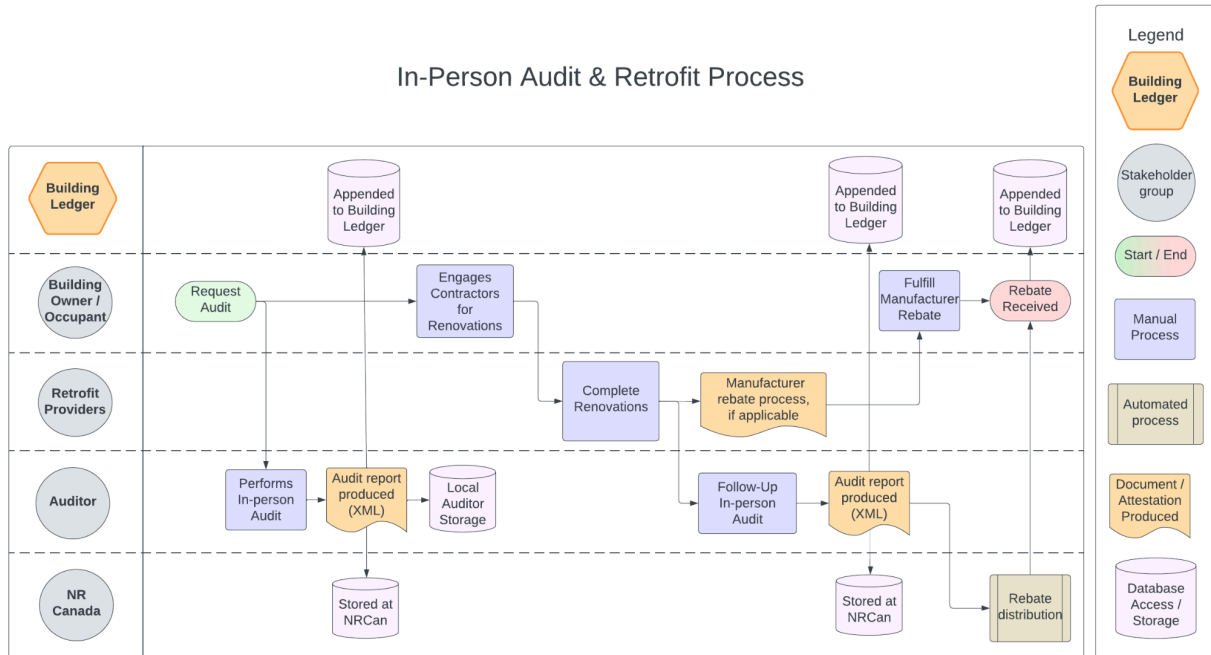 In-Person Audit & Retrofit Process
Building
Ledger
Appended
to Building
Ledger
Appended
to Building
Ledger
Appended
to Building
Ledger
Building
Owner /
Occupant
Request
Audit
Engages
Contractors
for
Renovations
Fulfill
Manufacturer
Rebate
Rebate
Received
Retrofit
Providers
Complete
Renovations
Manufacturer
rebate process,
if applicable
Auditor
Performs
In-person
Audit
Audit report
produced
(XML)
Local
Auditor
Storage
Follow-Up
In-person
Audit
Audit report
produced
(XML)
NR
Canada
Stored at
NRCan
Stored at
NRCan
Rebate
distribution
Legend
Building
Ledger
Stakeholder
group
Start / End
Manual
Process
Automated
process
Document /
Attestation
Produced
Database
Access /
Storage